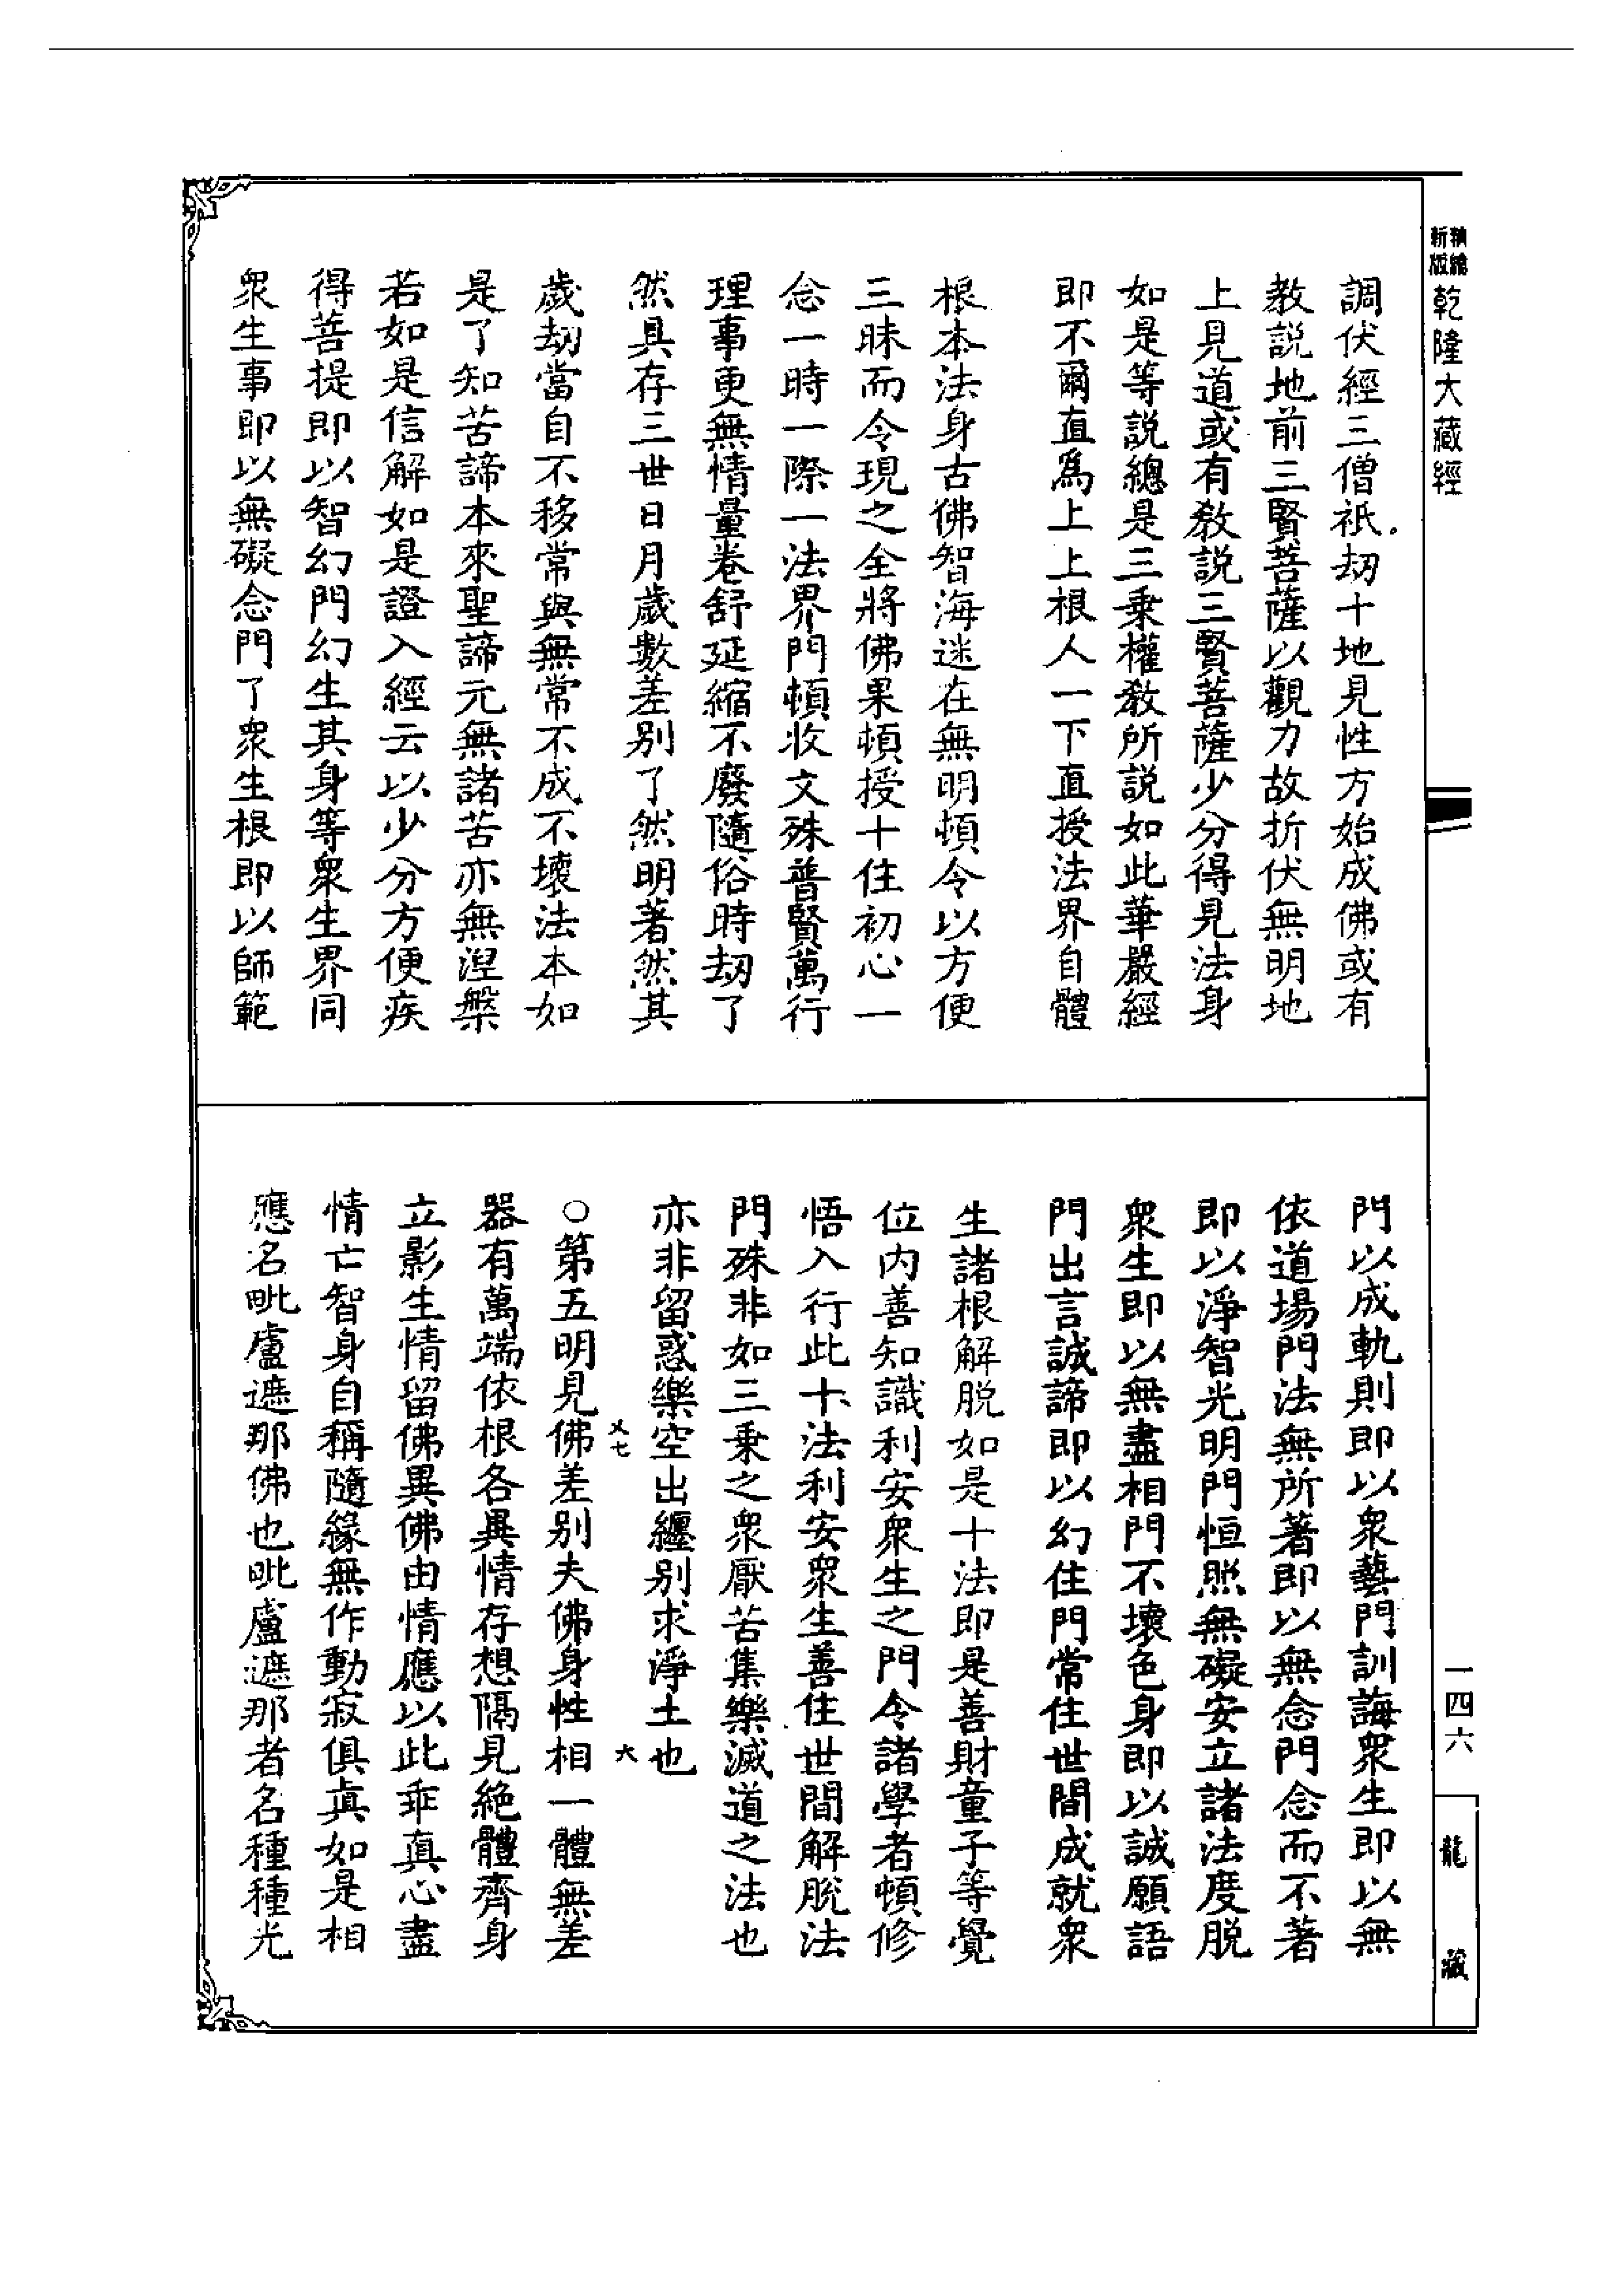 精繪新版
乾隆大藏經
調伏經三僧祇劫十地見性方始成佛或有
教説地前三賢菩薩以觀力故折伏無明地
上見道或有教説三賢菩薩少分得見法身
如是等説總是三乘權教所説如此華嚴經
即不爾直爲上上根人一下直授法界自體
根本法身古佛智海迷在無明頓令以方便
三昧而令現之全將佛果頓授十住初心一
念一時一際一法界門頓收文殊普賢萬行
理事更無情量卷舒延縮不廢隨俗時劫了
然具存三世日月歲數差別了然明著然其
歲劫當自不移常與無常不成不壞法本如
是了知苦諦本來聖諦元無諸苦亦無涅槃
若如是信解如是證入經云以少分方便疾
得菩提即以智幻門幻生其身等衆生界同
衆生事即以無礙念門了衆生根即以師範
門以成軌則即以衆藝門訓誨衆生即以無
依道場門法無所著即以無念門念而不著
即以淨智光明門恒照無礙安立諸法度脱
衆生即以無盡相門不壞色身即以誠願語
門出言誠諦即以幻住門常住世間成就衆
生諸根解脱如是十法即是善財童子等覺
位内善知識利安衆生之門令諸學者頓修
悟入行此十法利安衆生善住世間解脱法
門殊非如三乘之衆厭苦集樂滅道之法也
亦非留惑樂空出纏别求淨土也
乂七
六
○第五明見佛差別夫佛身性相一體無差
器有萬端依根各異情存想隔見絶體齊身
立影生情留佛異佛由情應以此乖真心盡
情亡智身自稱隨緣無作動寂俱真如是相
應名毗盧遮那佛也毗盧遮那者名種種光
一四六
龍藏